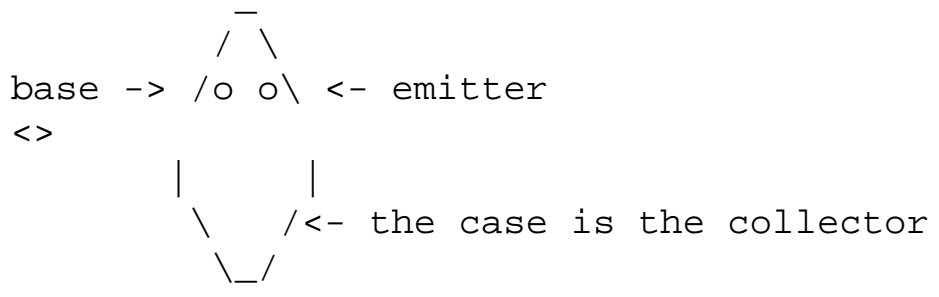 _
        / \
base -> /o o\ <- emitter
<>
       |     |
        \   /<- the case is the collector
         \_/